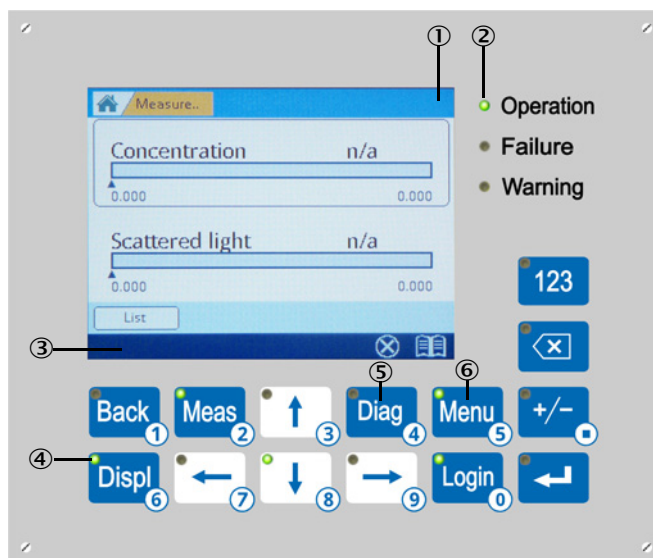 ① ②
Measure..
Operation
Concentration n/a
Failure
0.000 0.000
Warning
Scattered light n/a
0.000 0.000
123
List
③
⑤ ⑥
Back 1 Meas 2 3 Diag 4 Menu 5 +/-
④
Displ 6 7 8 9 Login 0